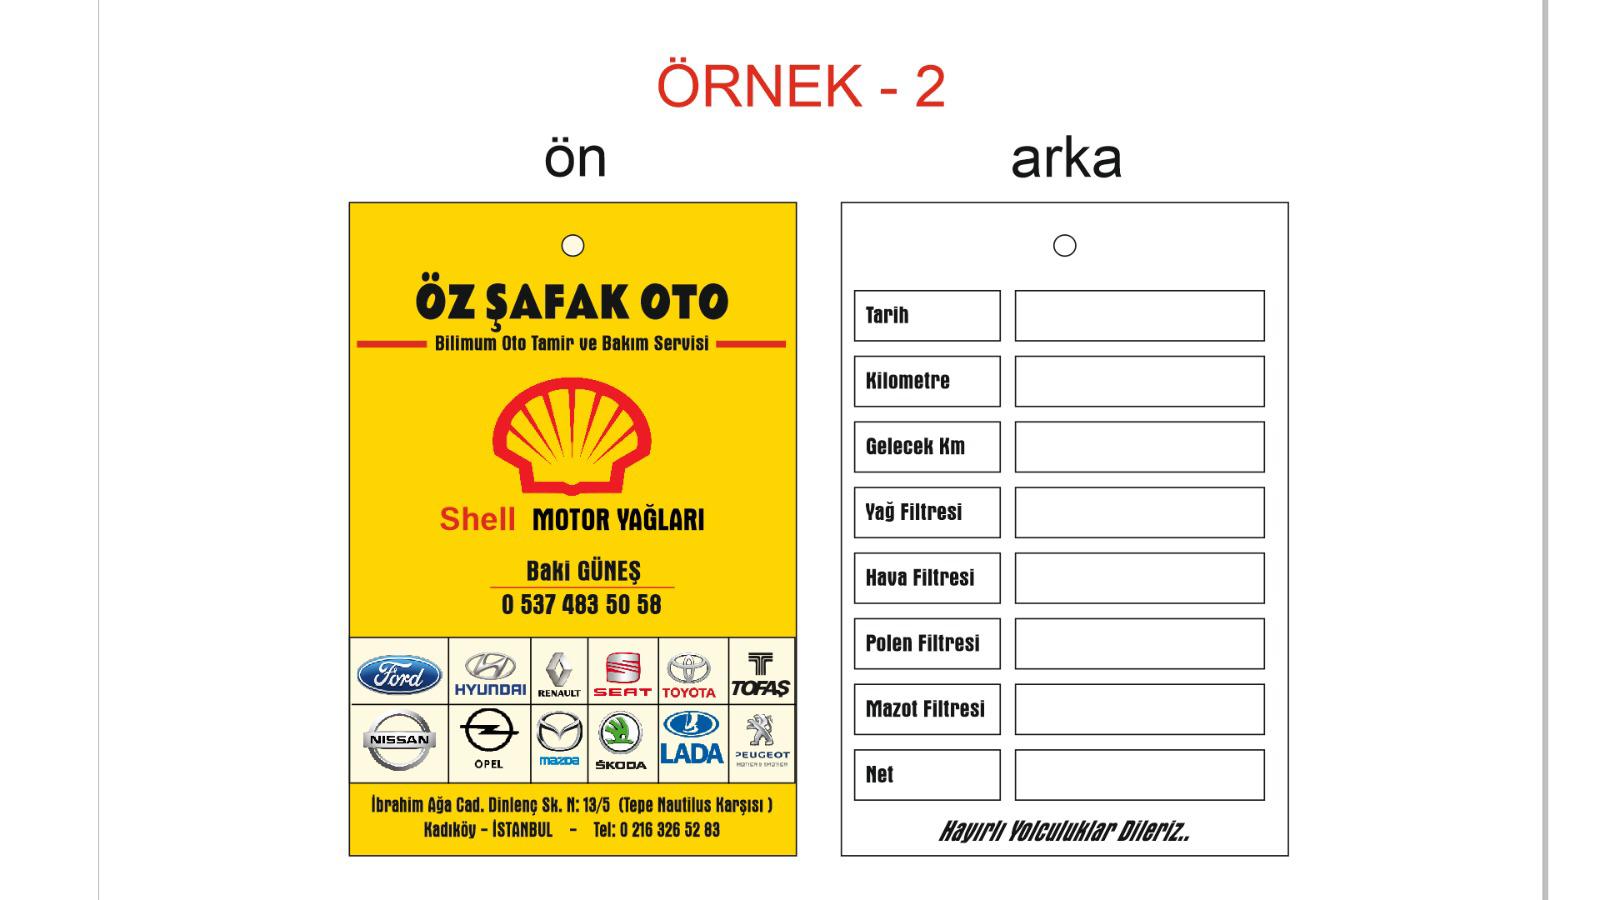 ÖRNEK - 2
ön
arka
ÖZ ŞAFAK OTO
Bilimum Oto Tamir ve Bakım Servisi
Shell MOTOR YAĞLARI
Baki GÜNEŞ
0 537 483 50 58
Ford HYUNDAI RENAULT SEAT TOYOTA TOFAŞ
NISSAN OPEL mazda ŠKODA LADA PEUGEOT
İbrahim Ağa Cad. Dinlenç Sk. N: 13/5 (Tepe Nautilus Karşısı )
Kadıköy - İSTANBUL - Tel: 0 216 326 52 83
Tarih
Kilometre
Gelecek Km
Yağ Filtresi
Hava Filtresi
Polen Filtresi
Mazot Filtresi
Net
Hayırlı Yolculuklar Dileriz..